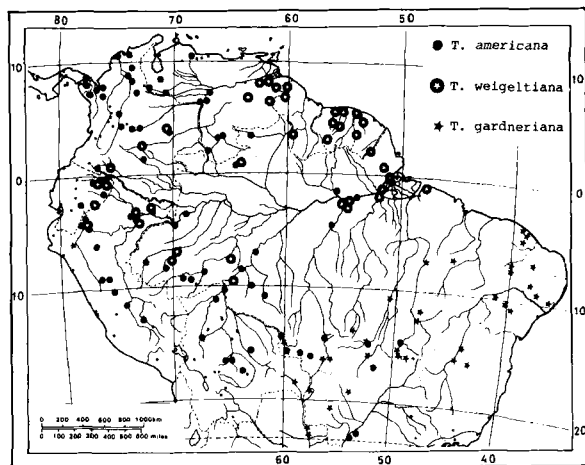 80 70 60 50
10 10
● T. americana
✪ T. weigeltiana
★ T. gardneriana
0 0
10 10
20
0 200 400 600 800 1000km
0 100 200 300 400 500 600 miles
60 50